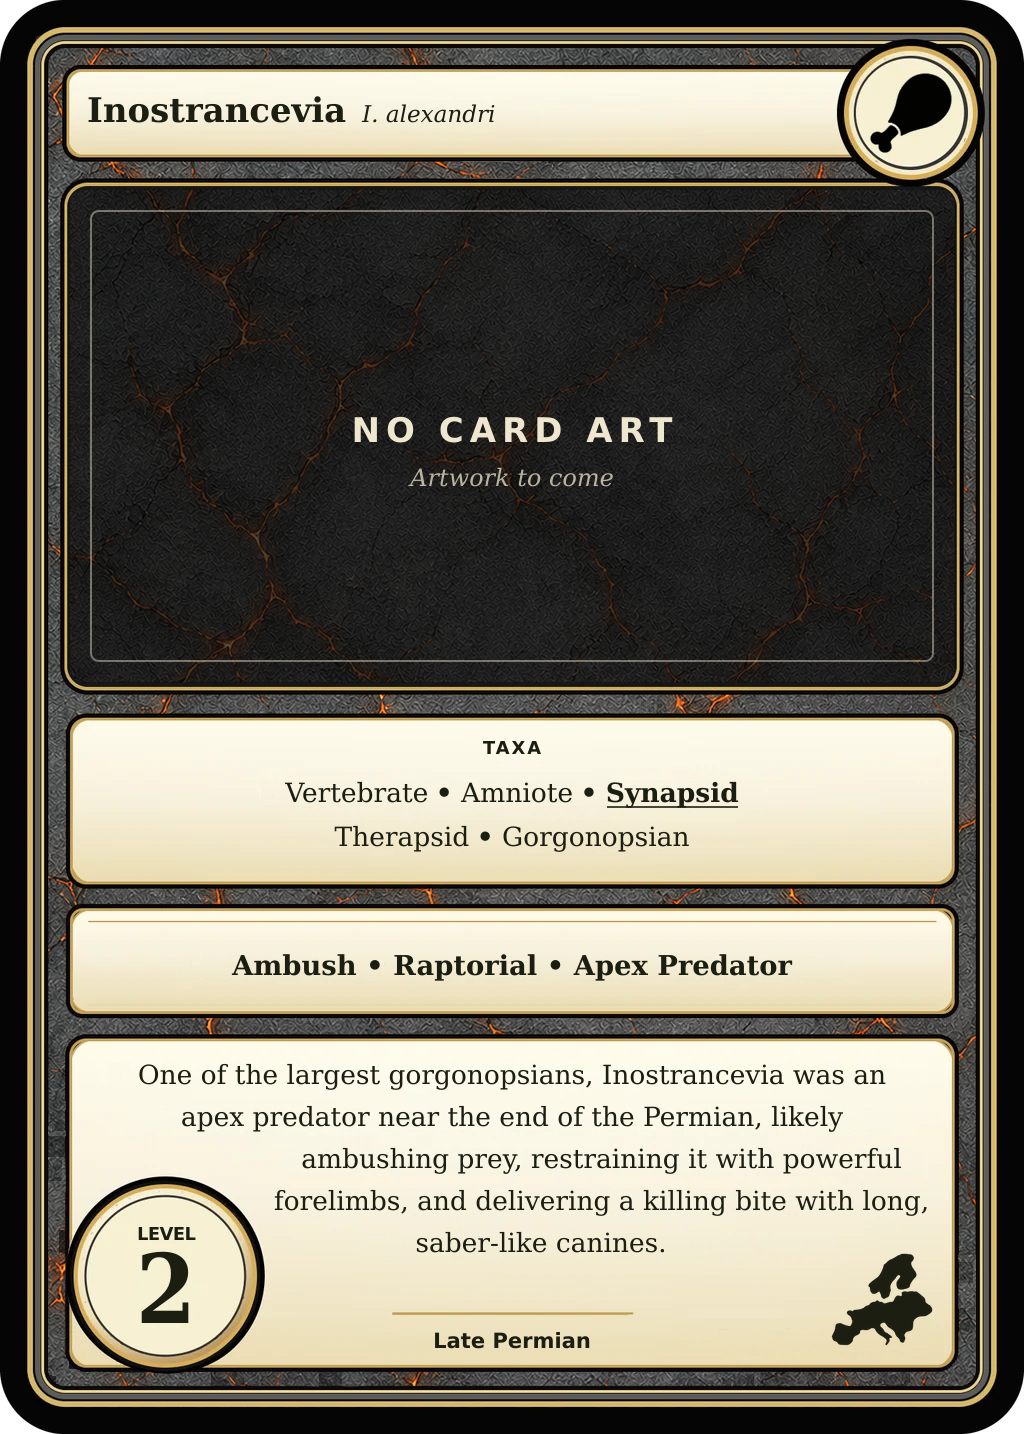 Inostrancevia I. alexandri
NO CARD ART
Artwork to come
TAXA
Vertebrate • Amniote • Synapsid
Therapsid • Gorgonopsian
Ambush • Raptorial • Apex Predator
One of the largest gorgonopsians, Inostrancevia was an
apex predator near the end of the Permian, likely
ambushing prey, restraining it with powerful
forelimbs, and delivering a killing bite with long,
saber-like canines.
LEVEL
2
Late Permian